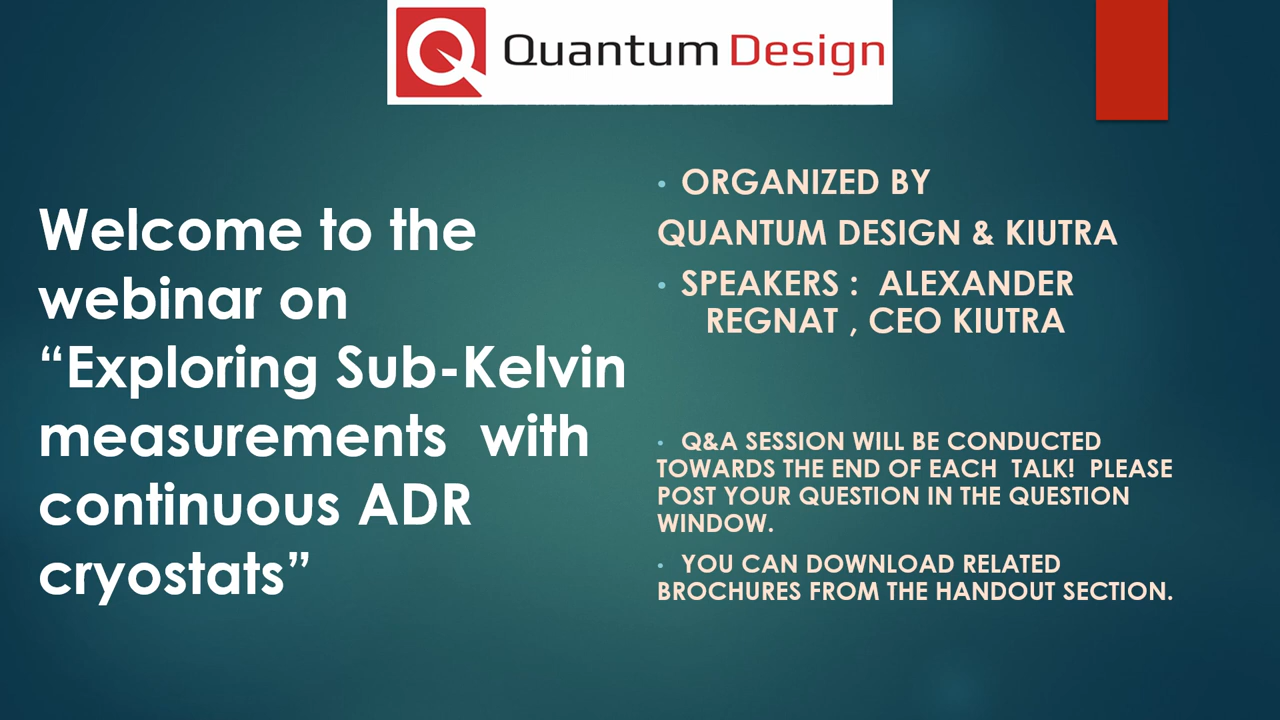 Quantum Design
Welcome to the
webinar on
“Exploring Sub-Kelvin
measurements  with
continuous ADR
cryostats”
• ORGANIZED BY
QUANTUM DESIGN & KIUTRA
• SPEAKERS :  ALEXANDER
REGNAT , CEO KIUTRA
• Q&A SESSION WILL BE CONDUCTED
TOWARDS THE END OF EACH  TALK!  PLEASE
POST YOUR QUESTION IN THE QUESTION
WINDOW.
• YOU CAN DOWNLOAD RELATED
BROCHURES FROM THE HANDOUT SECTION.